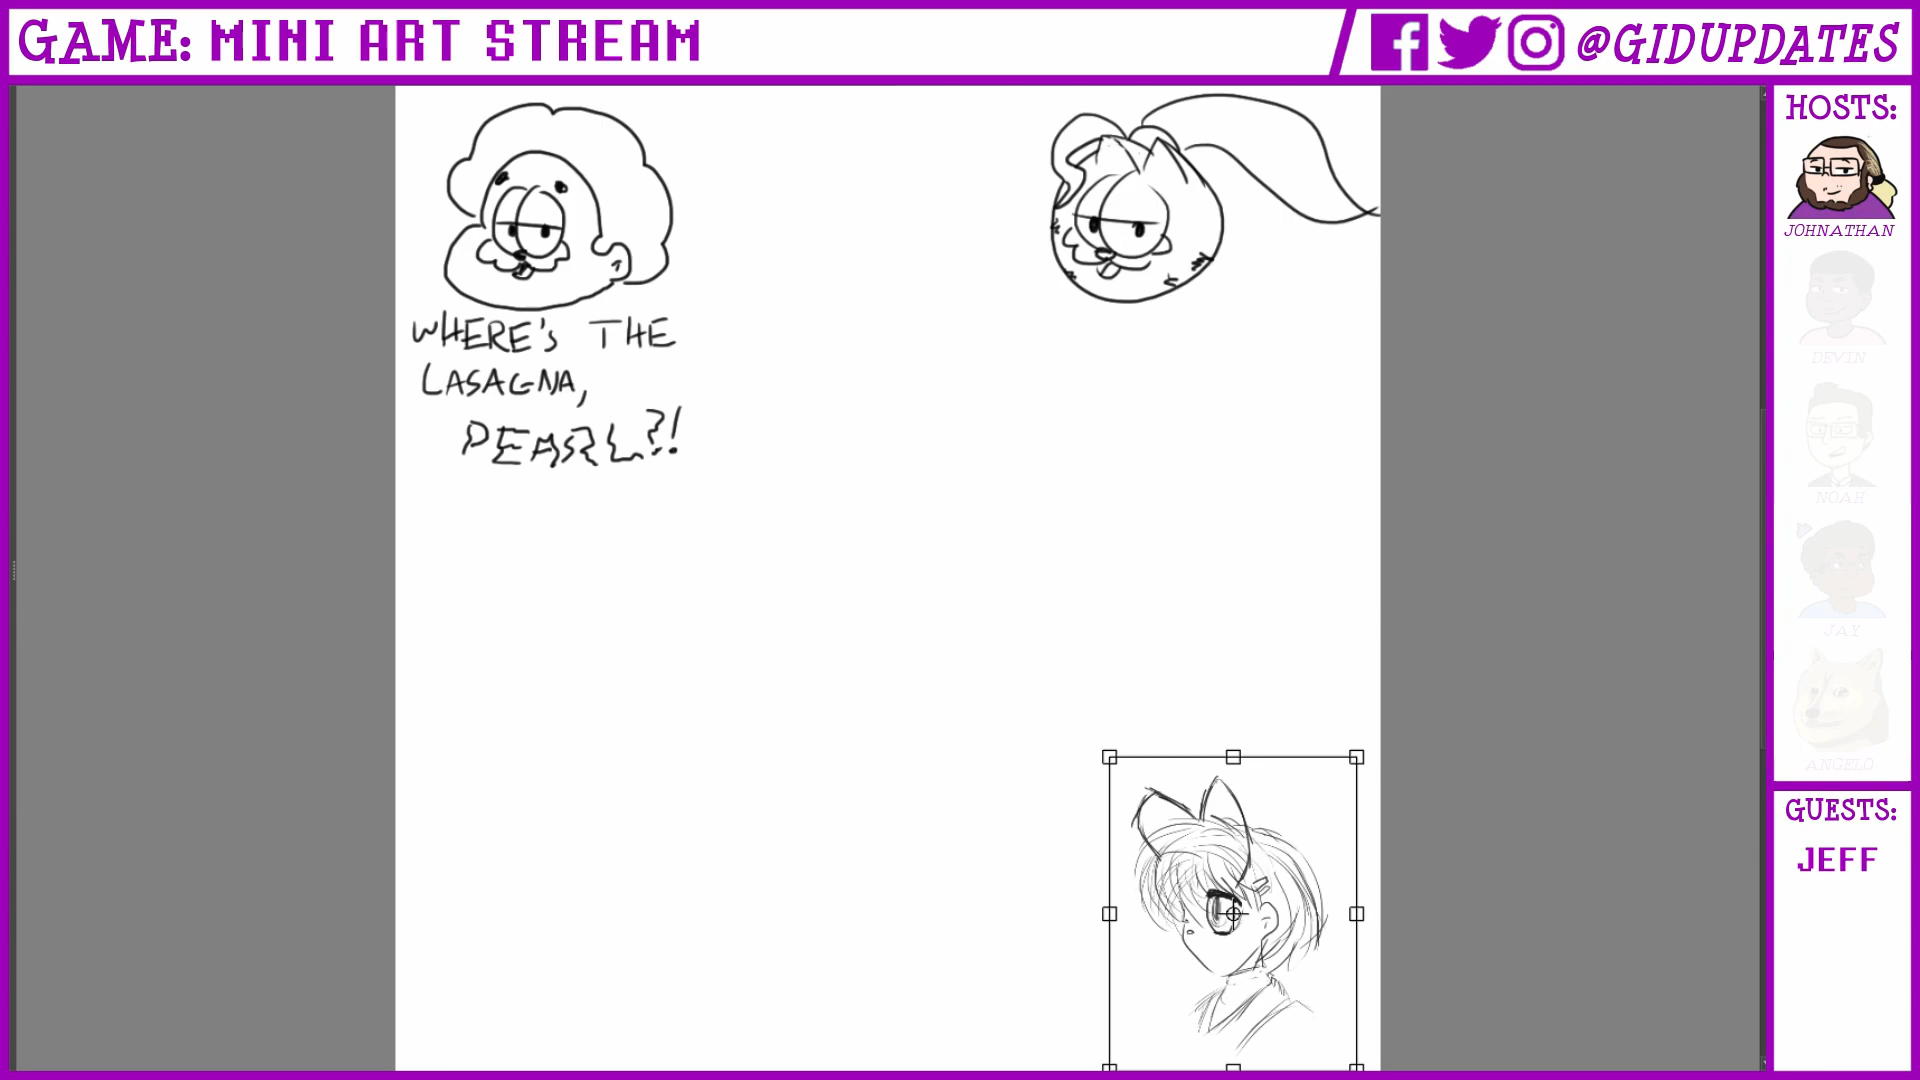 GAME: MINI ART STREAM
@GIDUPDATES
HOSTS:
JOHNATHAN
DEVIN
NOAH
JAY
ANGELO
GUESTS:
JEFF
WHERE'S THE
LASAGNA,
PEARL?!